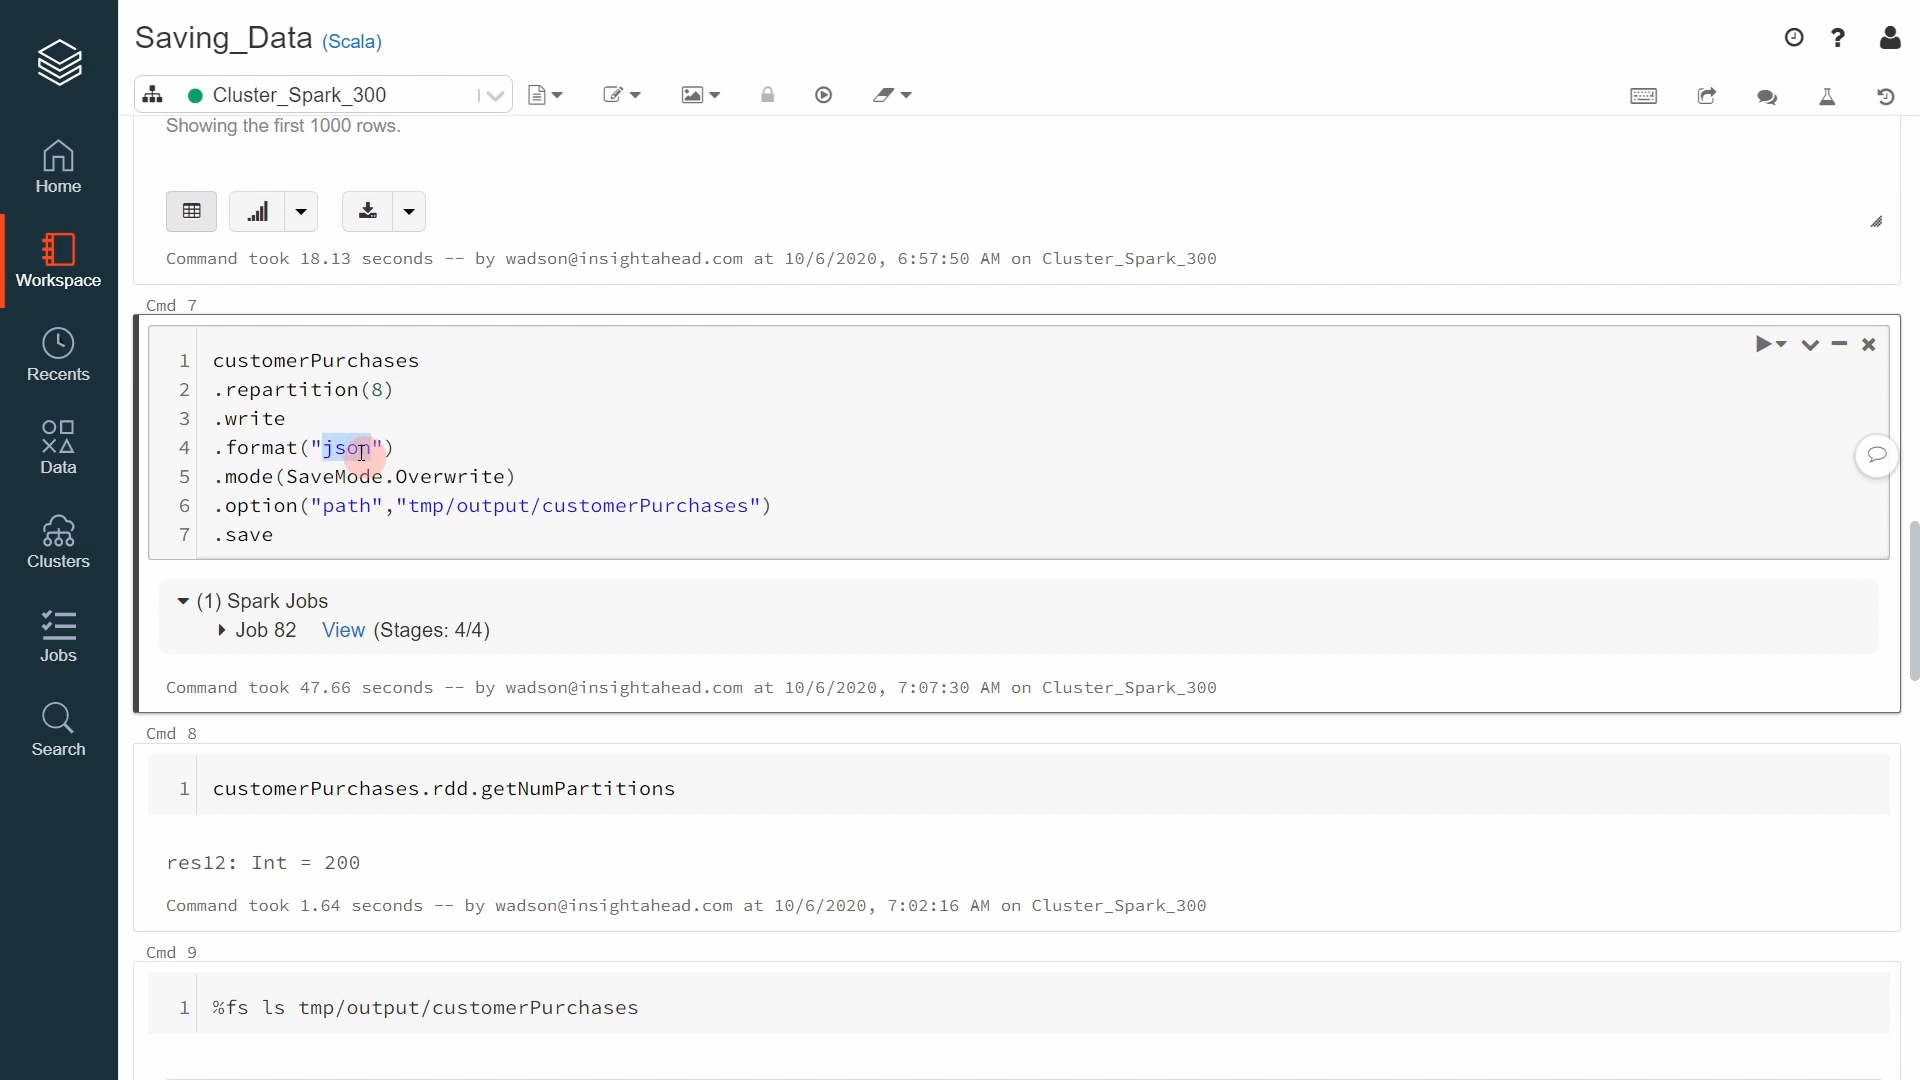 Saving_Data (Scala)
Cluster_Spark_300
Showing the first 1000 rows.
Command took 18.13 seconds -- by wadson@insightahead.com at 10/6/2020, 6:57:50 AM on Cluster_Spark_300
Home
Workspace
Recents
Data
Clusters
Jobs
Search
Cmd 7
1 customerPurchases
2 .repartition(8)
3 .write
4 .format("json")
5 .mode(SaveMode.Overwrite)
6 .option("path","tmp/output/customerPurchases")
7 .save
(1) Spark Jobs
Job 82 View (Stages: 4/4)
Command took 47.66 seconds -- by wadson@insightahead.com at 10/6/2020, 7:07:30 AM on Cluster_Spark_300
Cmd 8
1 customerPurchases.rdd.getNumPartitions
res12: Int = 200
Command took 1.64 seconds -- by wadson@insightahead.com at 10/6/2020, 7:02:16 AM on Cluster_Spark_300
Cmd 9
1 %fs ls tmp/output/customerPurchases